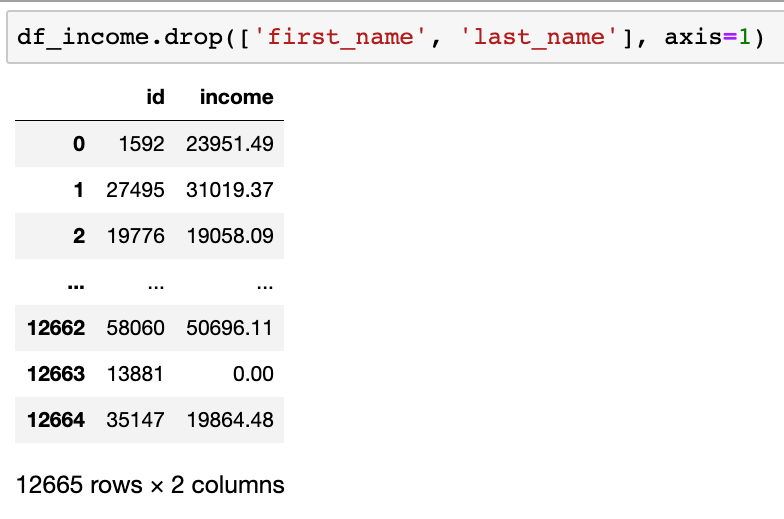 df_income.drop(['first_name', 'last_name'], axis=1)
id income
0 1592 23951.49
1 27495 31019.37
2 19776 19058.09
... ... ...
12662 58060 50696.11
12663 13881 0.00
12664 35147 19864.48
12665 rows × 2 columns